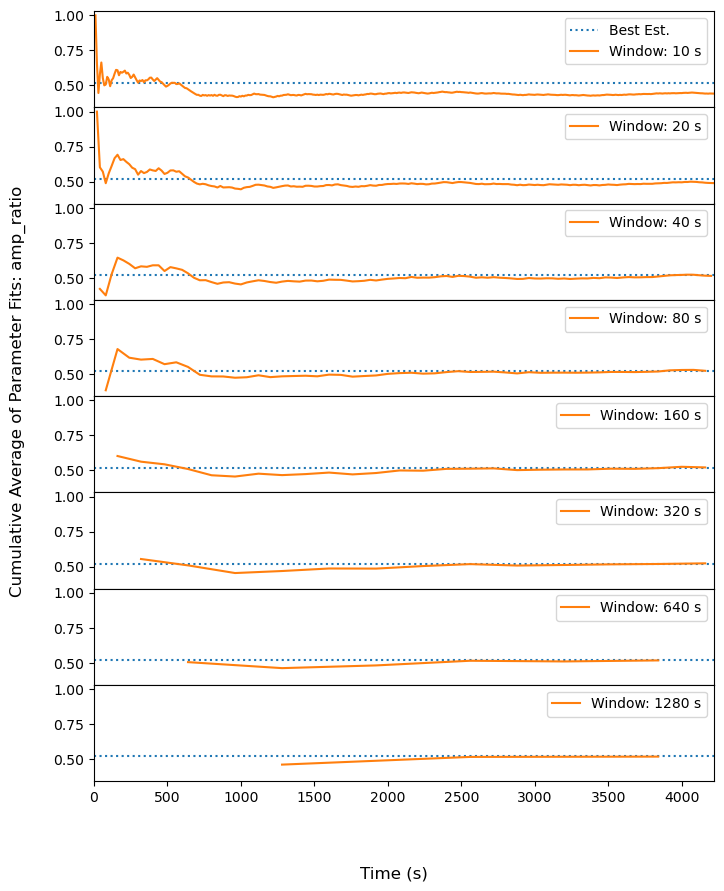 Cumulative Average of Parameter Fits: amp_ratio
1.00
0.75
0.50
Best Est.
Window: 10 s
1.00
0.75
0.50
Window: 20 s
1.00
0.75
0.50
Window: 40 s
1.00
0.75
0.50
Window: 80 s
1.00
0.75
0.50
Window: 160 s
1.00
0.75
0.50
Window: 320 s
1.00
0.75
0.50
Window: 640 s
1.00
0.75
0.50
Window: 1280 s
0 500 1000 1500 2000 2500 3000 3500 4000
Time (s)